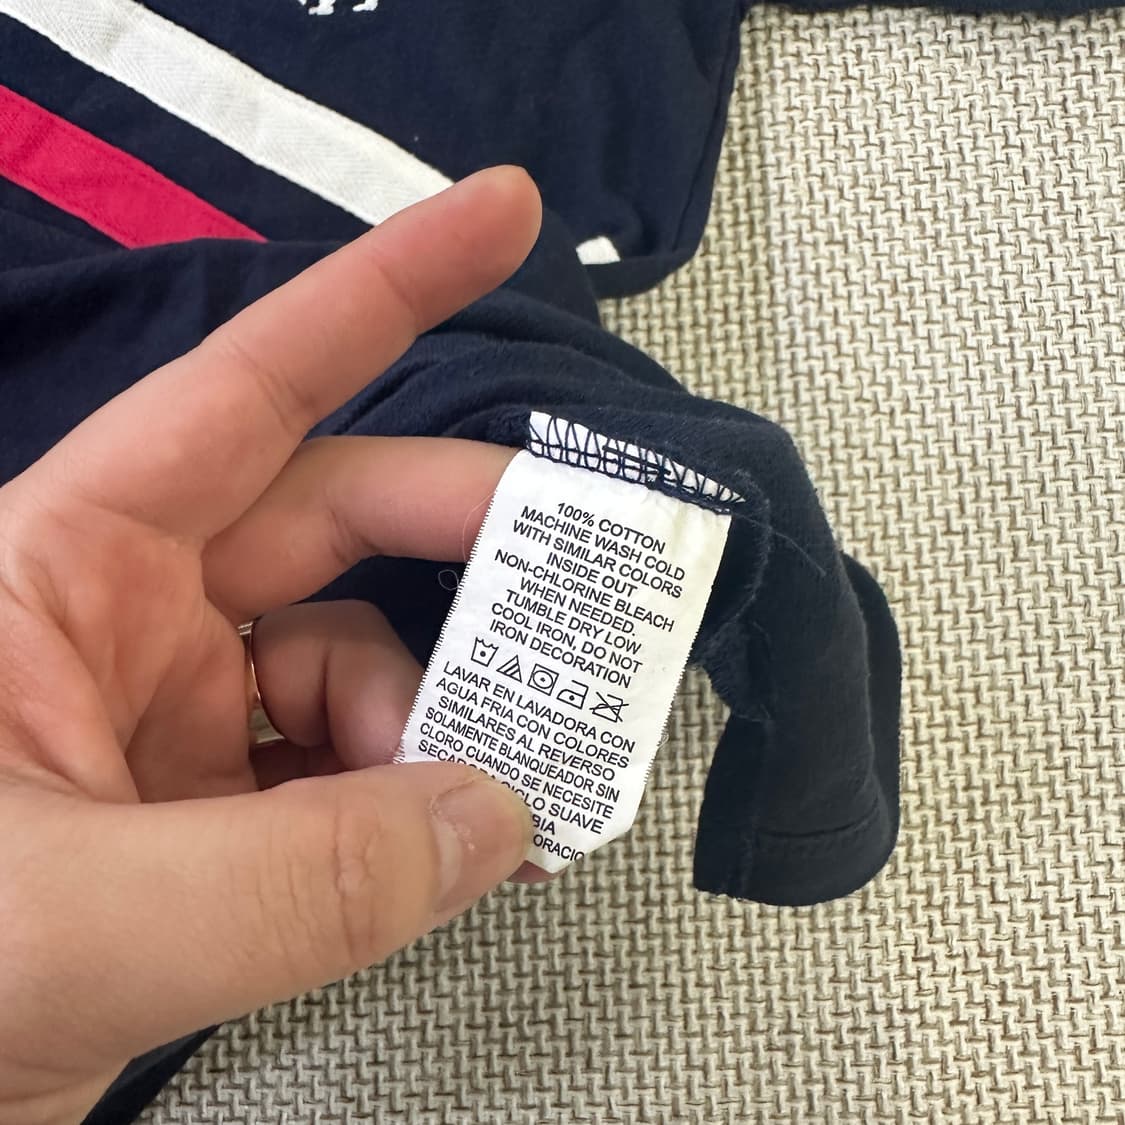 100% COTTON
MACHINE WASH COLD
WITH SIMILAR COLORS
INSIDE OUT
NON-CHLORINE BLEACH
WHEN NEEDED.
TUMBLE DRY LOW
COOL IRON, DO NOT
IRON DECORATION
LAVAR EN LAVADORA CON
AGUA FRIA CON COLORES
SIMILARES AL REVERSO
SOLAMENTE BLANQUEADOR SIN
CLORO CUANDO SE NECESITE
SUAVE